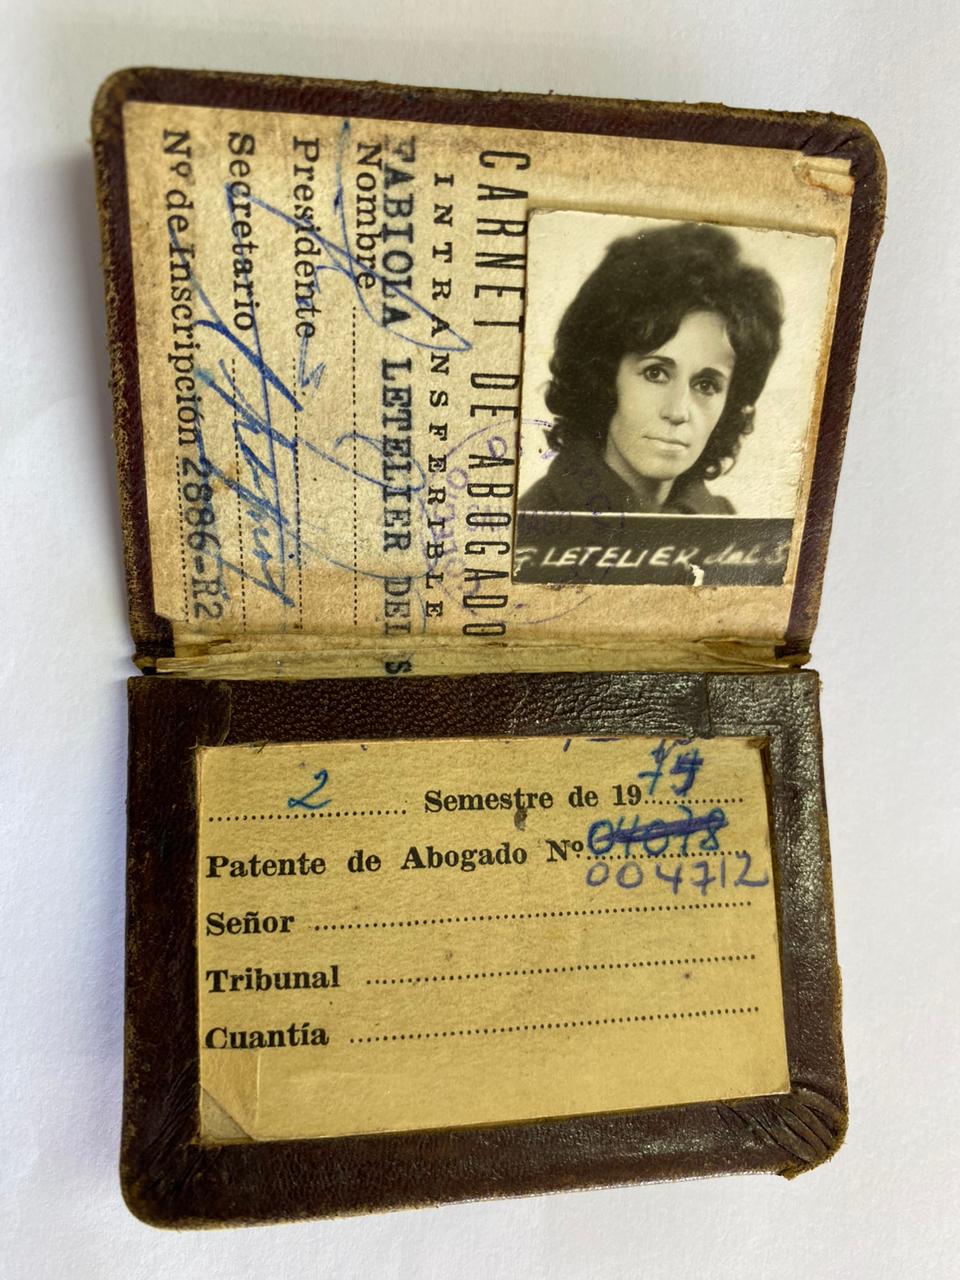 CARNET DE ABOGADO
INTRANSFERIBLE
FABIOLA LETELIER DEL S
Nombre
Presidente
Secretario
Nº de Inscripción 2886-R2
LETELIER del S
2 Semestre de 19
Patente de Abogado Nº 04078
004712
Señor
Tribunal
Cuantía